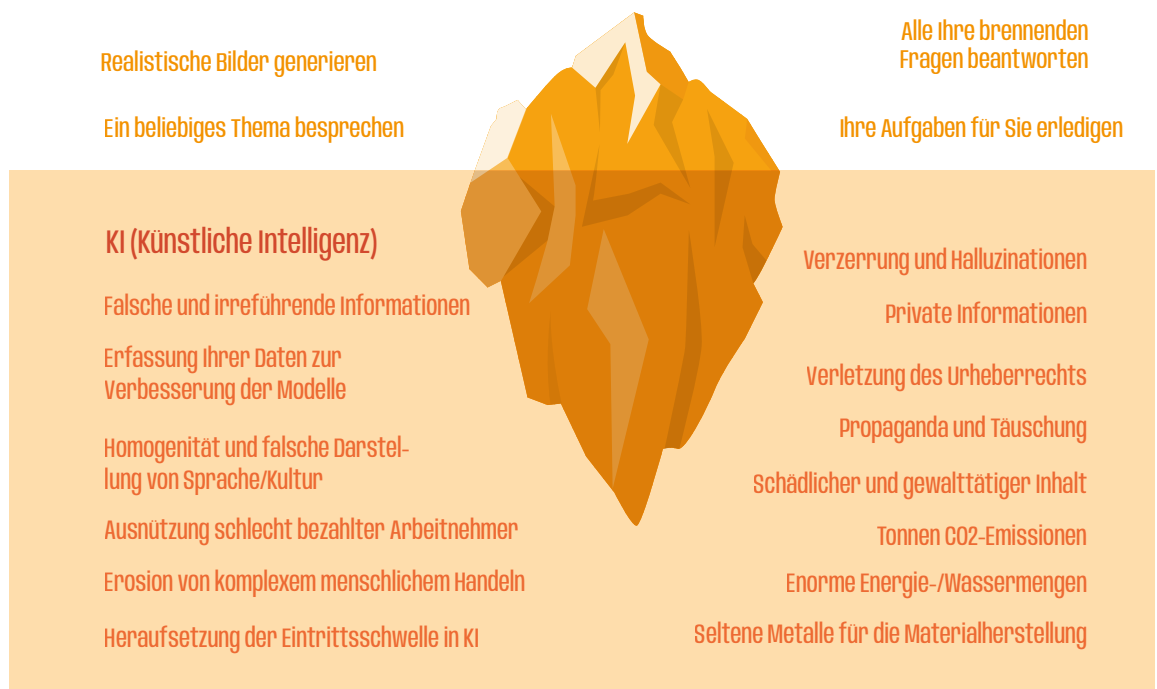 Realistische Bilder generieren
Ein beliebiges Thema besprechen
Alle Ihre brennenden
Fragen beantworten
Ihre Aufgaben für Sie erledigen
KI (Künstliche Intelligenz)
Falsche und irreführende Informationen
Erfassung Ihrer Daten zur
Verbesserung der Modelle
Homogenität und falsche Darstel-
lung von Sprache/Kultur
Ausnützung schlecht bezahlter Arbeitnehmer
Erosion von komplexem menschlichem Handeln
Heraufsetzung der Eintrittsschwelle in KI
Verzerrung und Halluzinationen
Private Informationen
Verletzung des Urheberrechts
Propaganda und Täuschung
Schädlicher und gewalttätiger Inhalt
Tonnen CO2-Emissionen
Enorme Energie-/Wassermengen
Seltene Metalle für die Materialherstellung